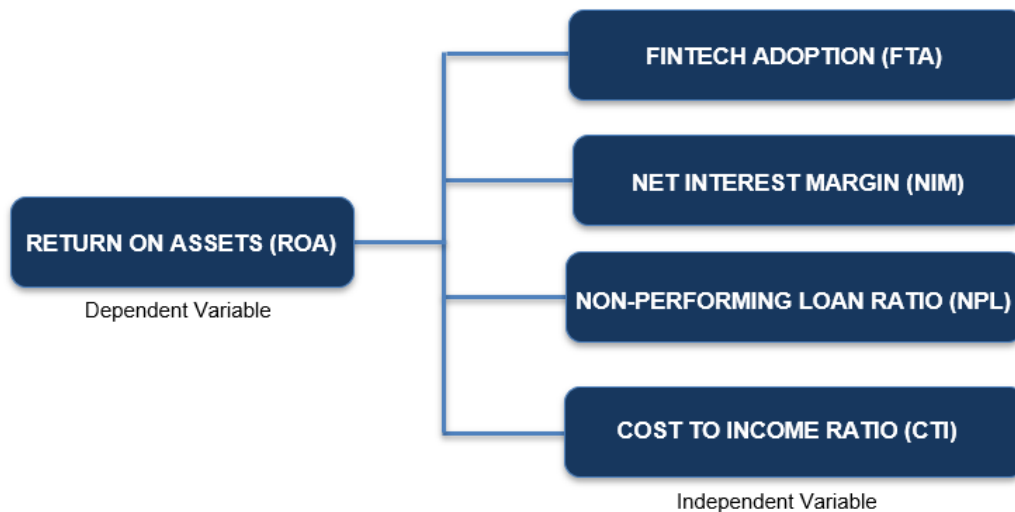 FINTECH ADOPTION (FTA)
NET INTEREST MARGIN (NIM)
RETURN ON ASSETS (ROA)
Dependent Variable
NON-PERFORMING LOAN RATIO (NPL)
COST TO INCOME RATIO (CTI)
Independent Variable